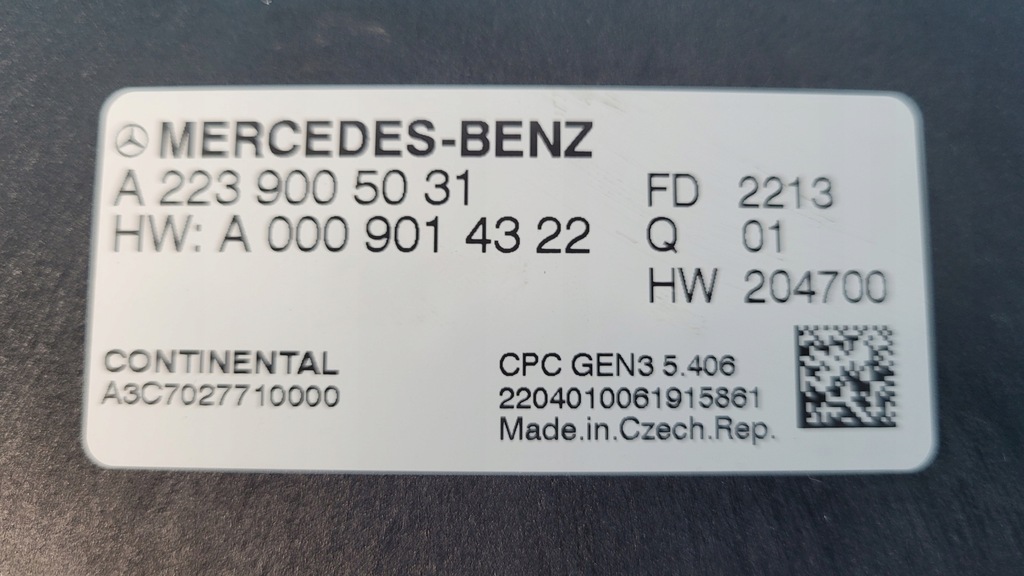 MERCEDES-BENZ
A 223 900 50 31
FD 2213
HW: A 000 901 43 22
Q 01
HW 204700
CONTINENTAL
A3C7027710000
CPC GEN3 5.406
2204010061915861
Made.in.Czech.Rep.